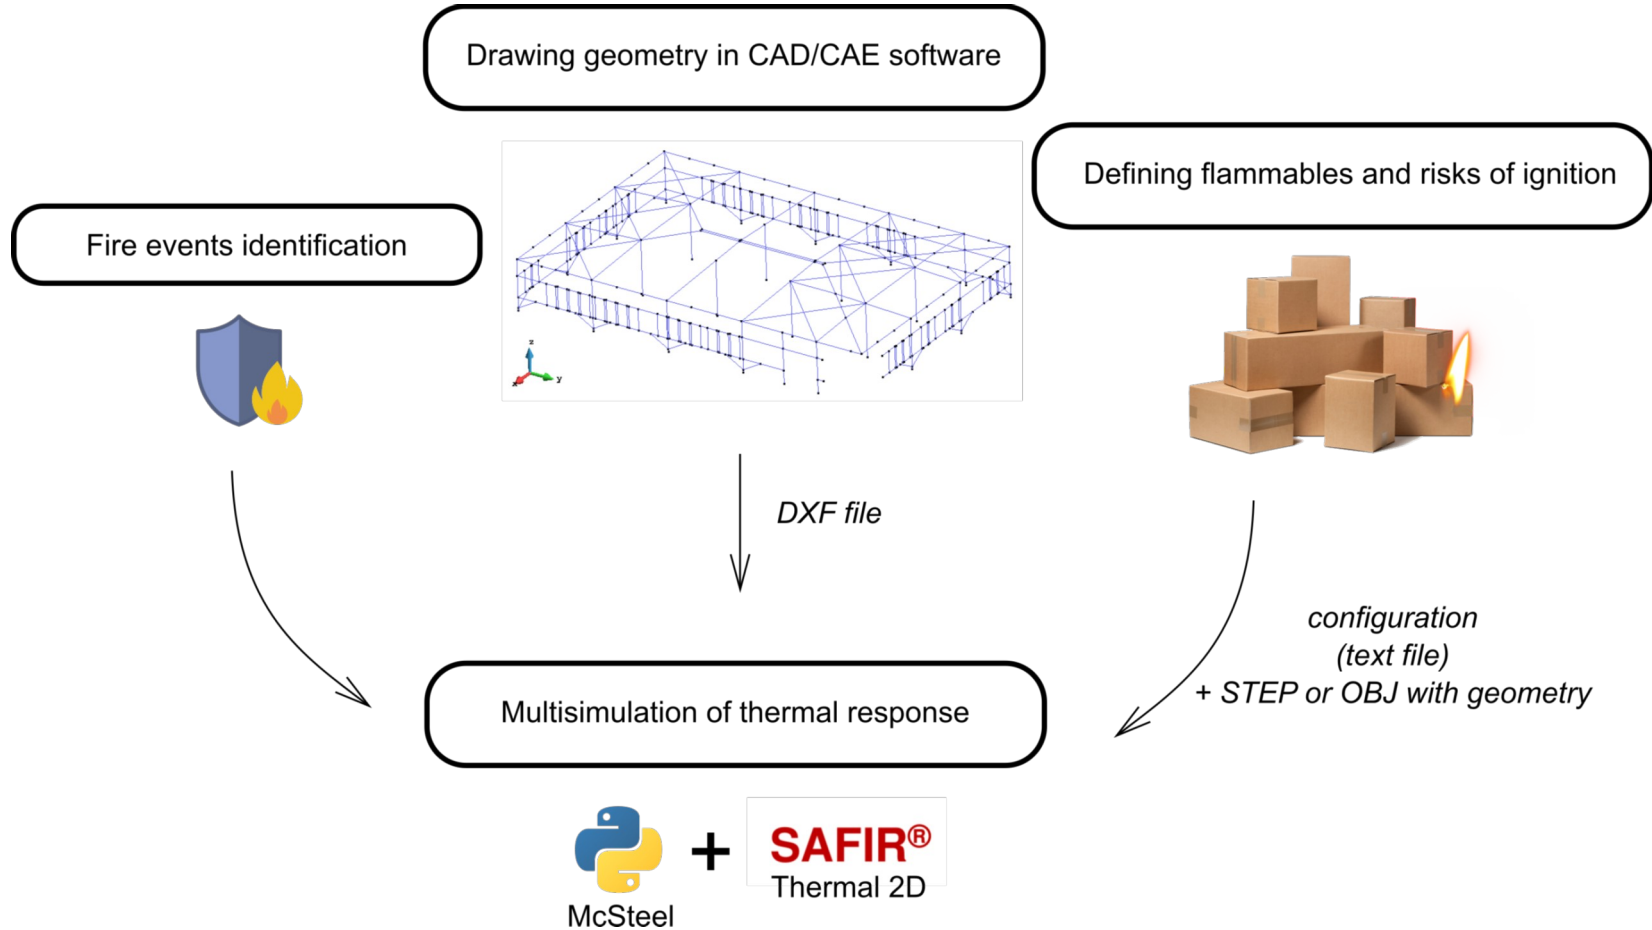 Drawing geometry in CAD/CAE software
Defining flammables and risks of ignition
Fire events identification
z
x
y
DXF file
configuration
(text file)
+ STEP or OBJ with geometry
Multisimulation of thermal response
+
SAFIR®
Thermal 2D
McSteel